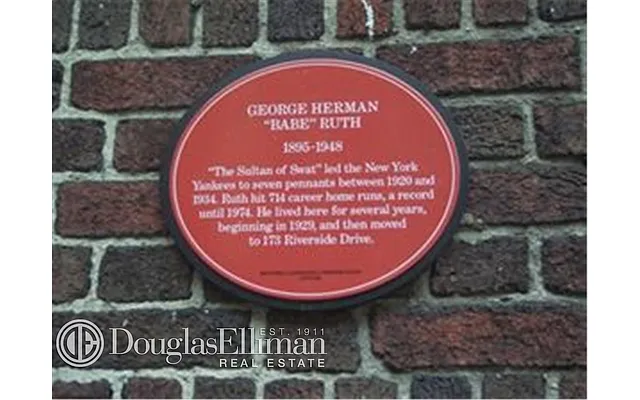 GEORGE HERMAN
"BABE" RUTH
1895-1948
"The Sultan of Swat" led the New York
Yankees to seven pennants between 1920 and
1934. Ruth hit 714 career home runs, a record
until 1974. He lived here for several years,
beginning in 1929, and then moved
to 173 Riverside Drive.
EST. 1911
DE DouglasElliman
REAL ESTATE